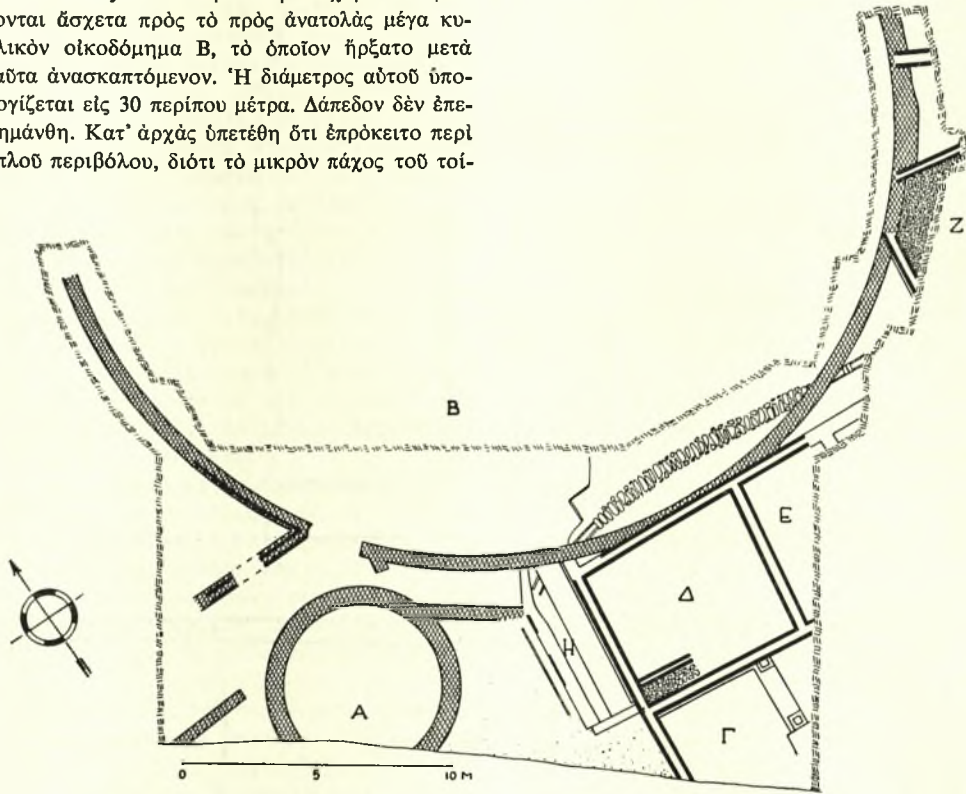 ονται ἄσχετα πρὸς τὸ πρὸς ἀνατολὰς μέγα κυ-
λικὸν οἰκοδόμημα Β, τὸ ὁποῖον ἤρξατο μετὰ
αῦτα ἀνασκαπτόμενον. Ἡ διάμετρος αὐτοῦ ὑπο-
ογίζεται εἰς 30 περίπου μέτρα. Δάπεδον δὲν ἐπε-
ημάνθη. Κατ' ἀρχὰς ὑπετέθη ὅτι ἐπρόκειτο περὶ
πλοῦ περιβόλου, διότι τὸ μικρὸν πάχος τοῦ τοί-
Ζ
Β
Ε
Δ
Η
Α
Γ
0 5 10 Μ